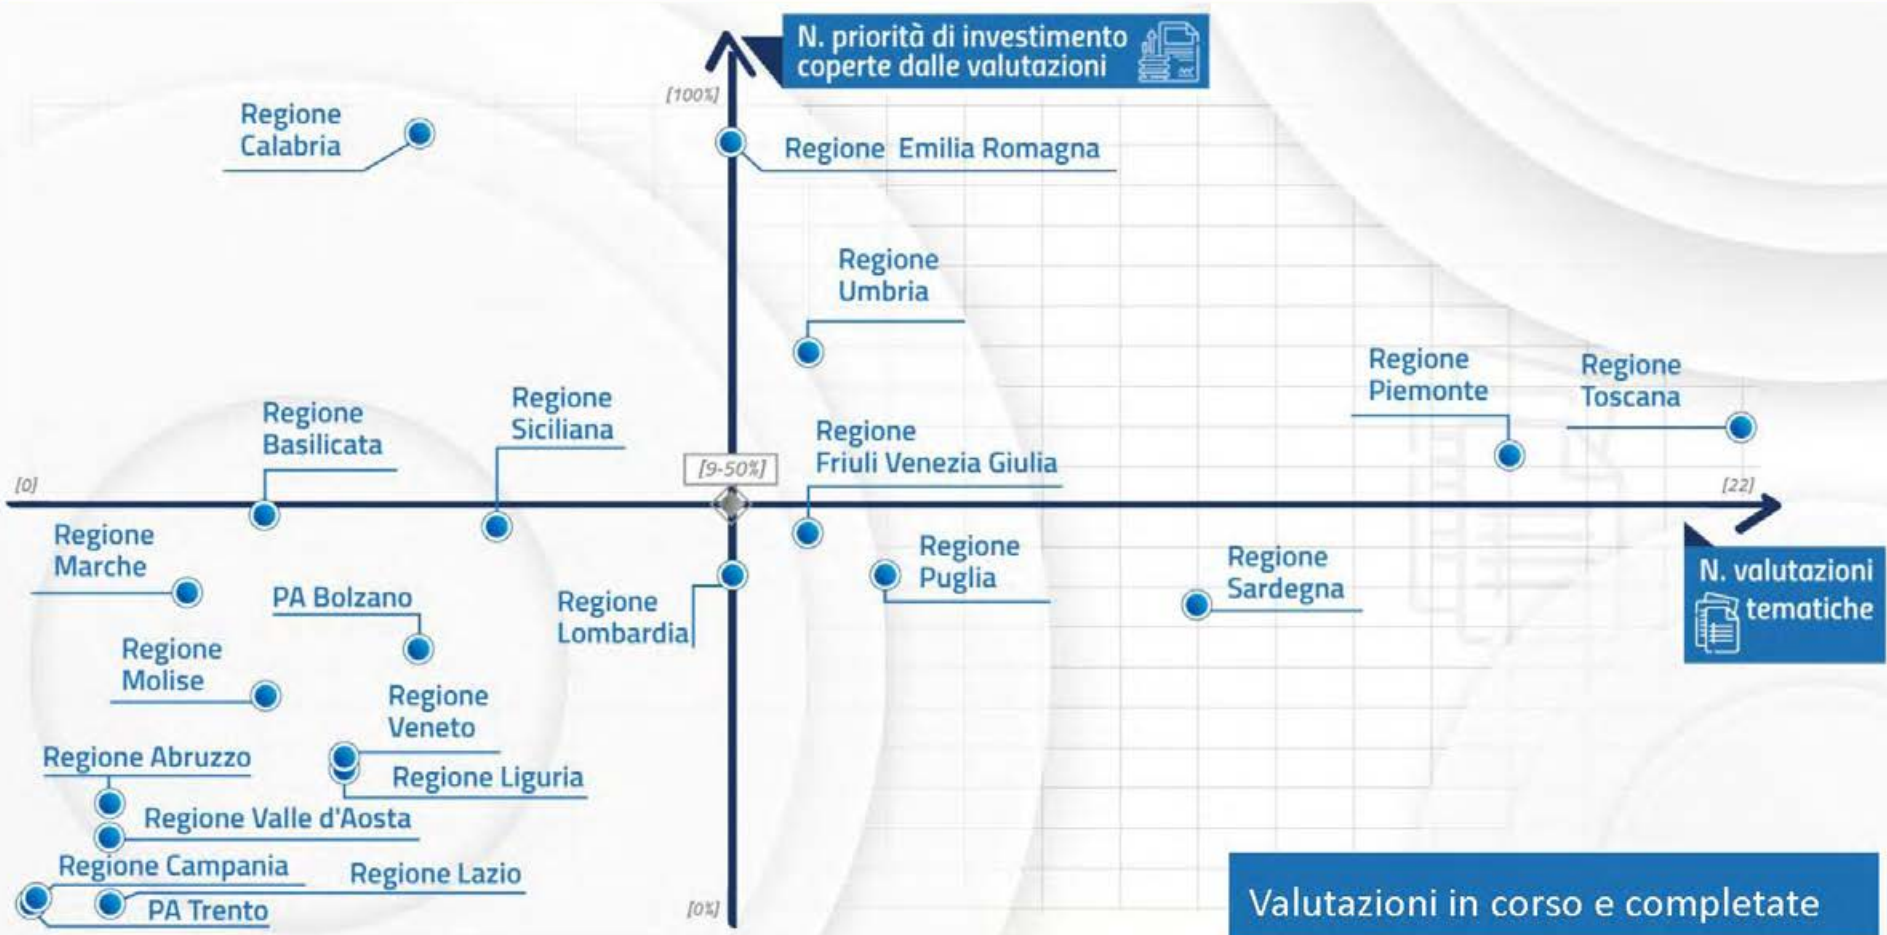 N. priorità di investimento
coperte dalle valutazioni
[100%]
Regione
Calabria
Regione Emilia Romagna
Regione
Umbria
Regione
Piemonte
Regione
Toscana
Regione
Basilicata
Regione
Siciliana
Regione
Friuli Venezia Giulia
[9-50%]
[0]
[22]
Regione
Marche
PA Bolzano
Regione
Lombardia
Regione
Puglia
Regione
Sardegna
N. valutazioni
tematiche
Regione
Molise
Regione
Veneto
Regione Abruzzo
Regione Liguria
Regione Valle d'Aosta
Regione Campania
Regione Lazio
PA Trento
[0%]
Valutazioni in corso e completate